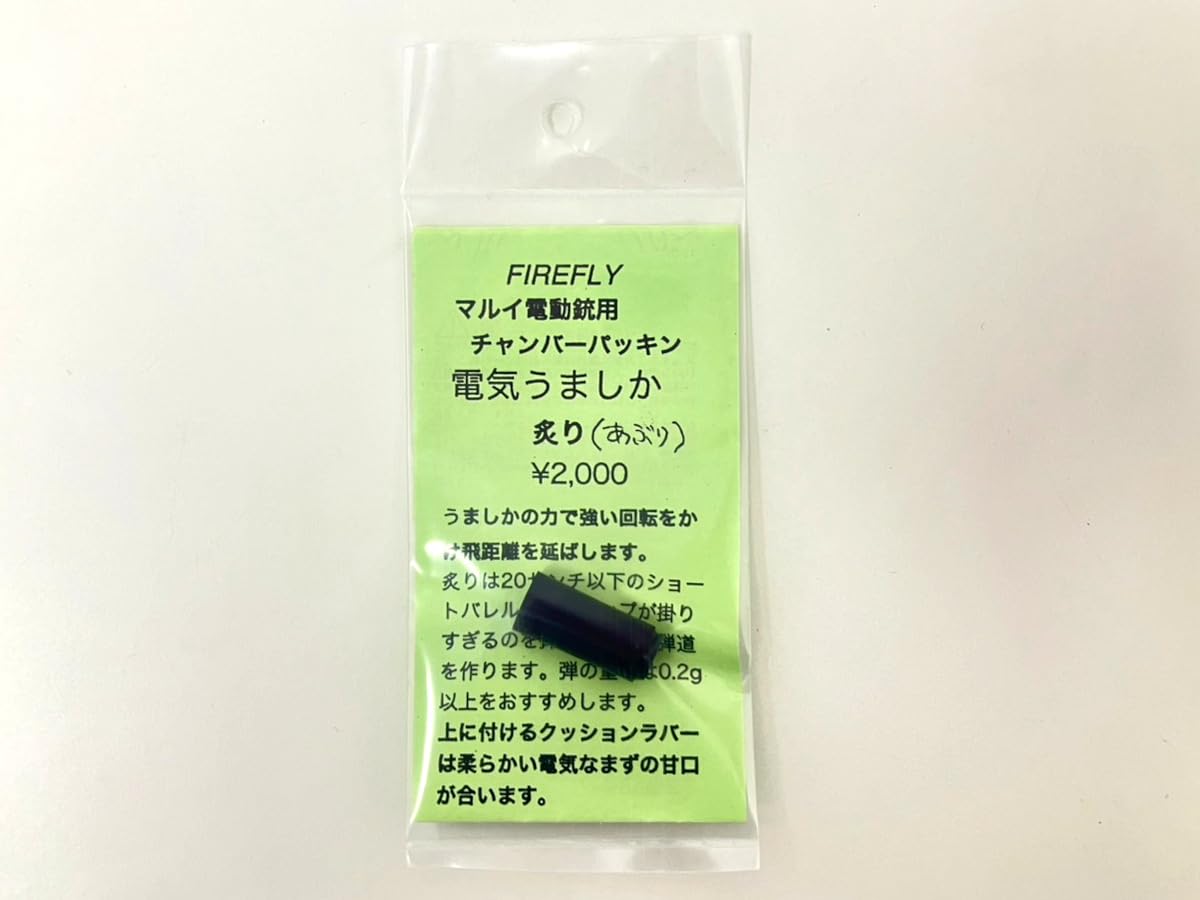 FIREFLY
マルイ電動銃用
チャンバーパッキン
電気うましか
炙り(あぶり)
¥2,000
うましかの力で強い回転をか
け飛距離を延ばします。
炙りは20センチ以下のショー
トバレル プが掛り
すぎるのを 弾道
を作ります。弾の は0.2g
以上をおすすめします。
上に付けるクッションラバー
は柔らかい電気なまずの甘口
が合います。